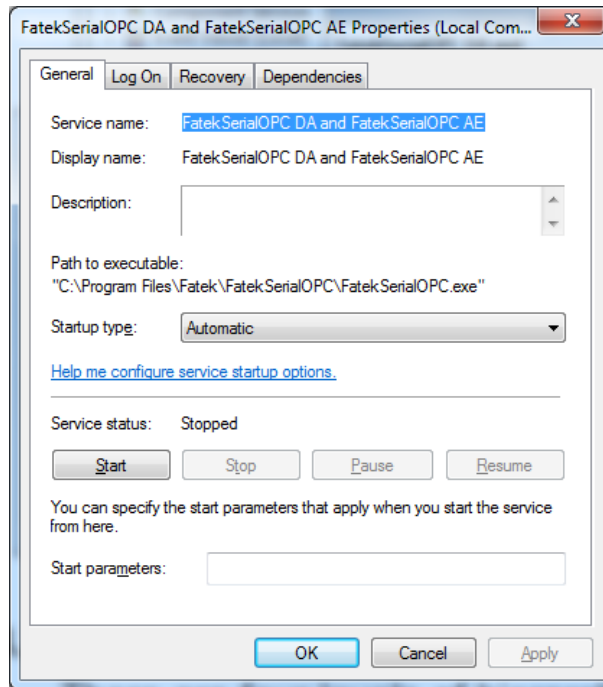 FatekSerialOPC DA and FatekSerialOPC AE Properties (Local Com...
General Log On Recovery Dependencies
Service name: FatekSerialOPC DA and FatekSerialOPC AE
Display name: FatekSerialOPC DA and FatekSerialOPC AE
Description:
Path to executable:
"C:\Program Files\Fatek\FatekSerialOPC\FatekSerialOPC.exe"
Startup type: Automatic
Help me configure service startup options.
Service status: Stopped
Start Stop Pause Resume
You can specify the start parameters that apply when you start the service
from here.
Start parameters:
OK Cancel Apply